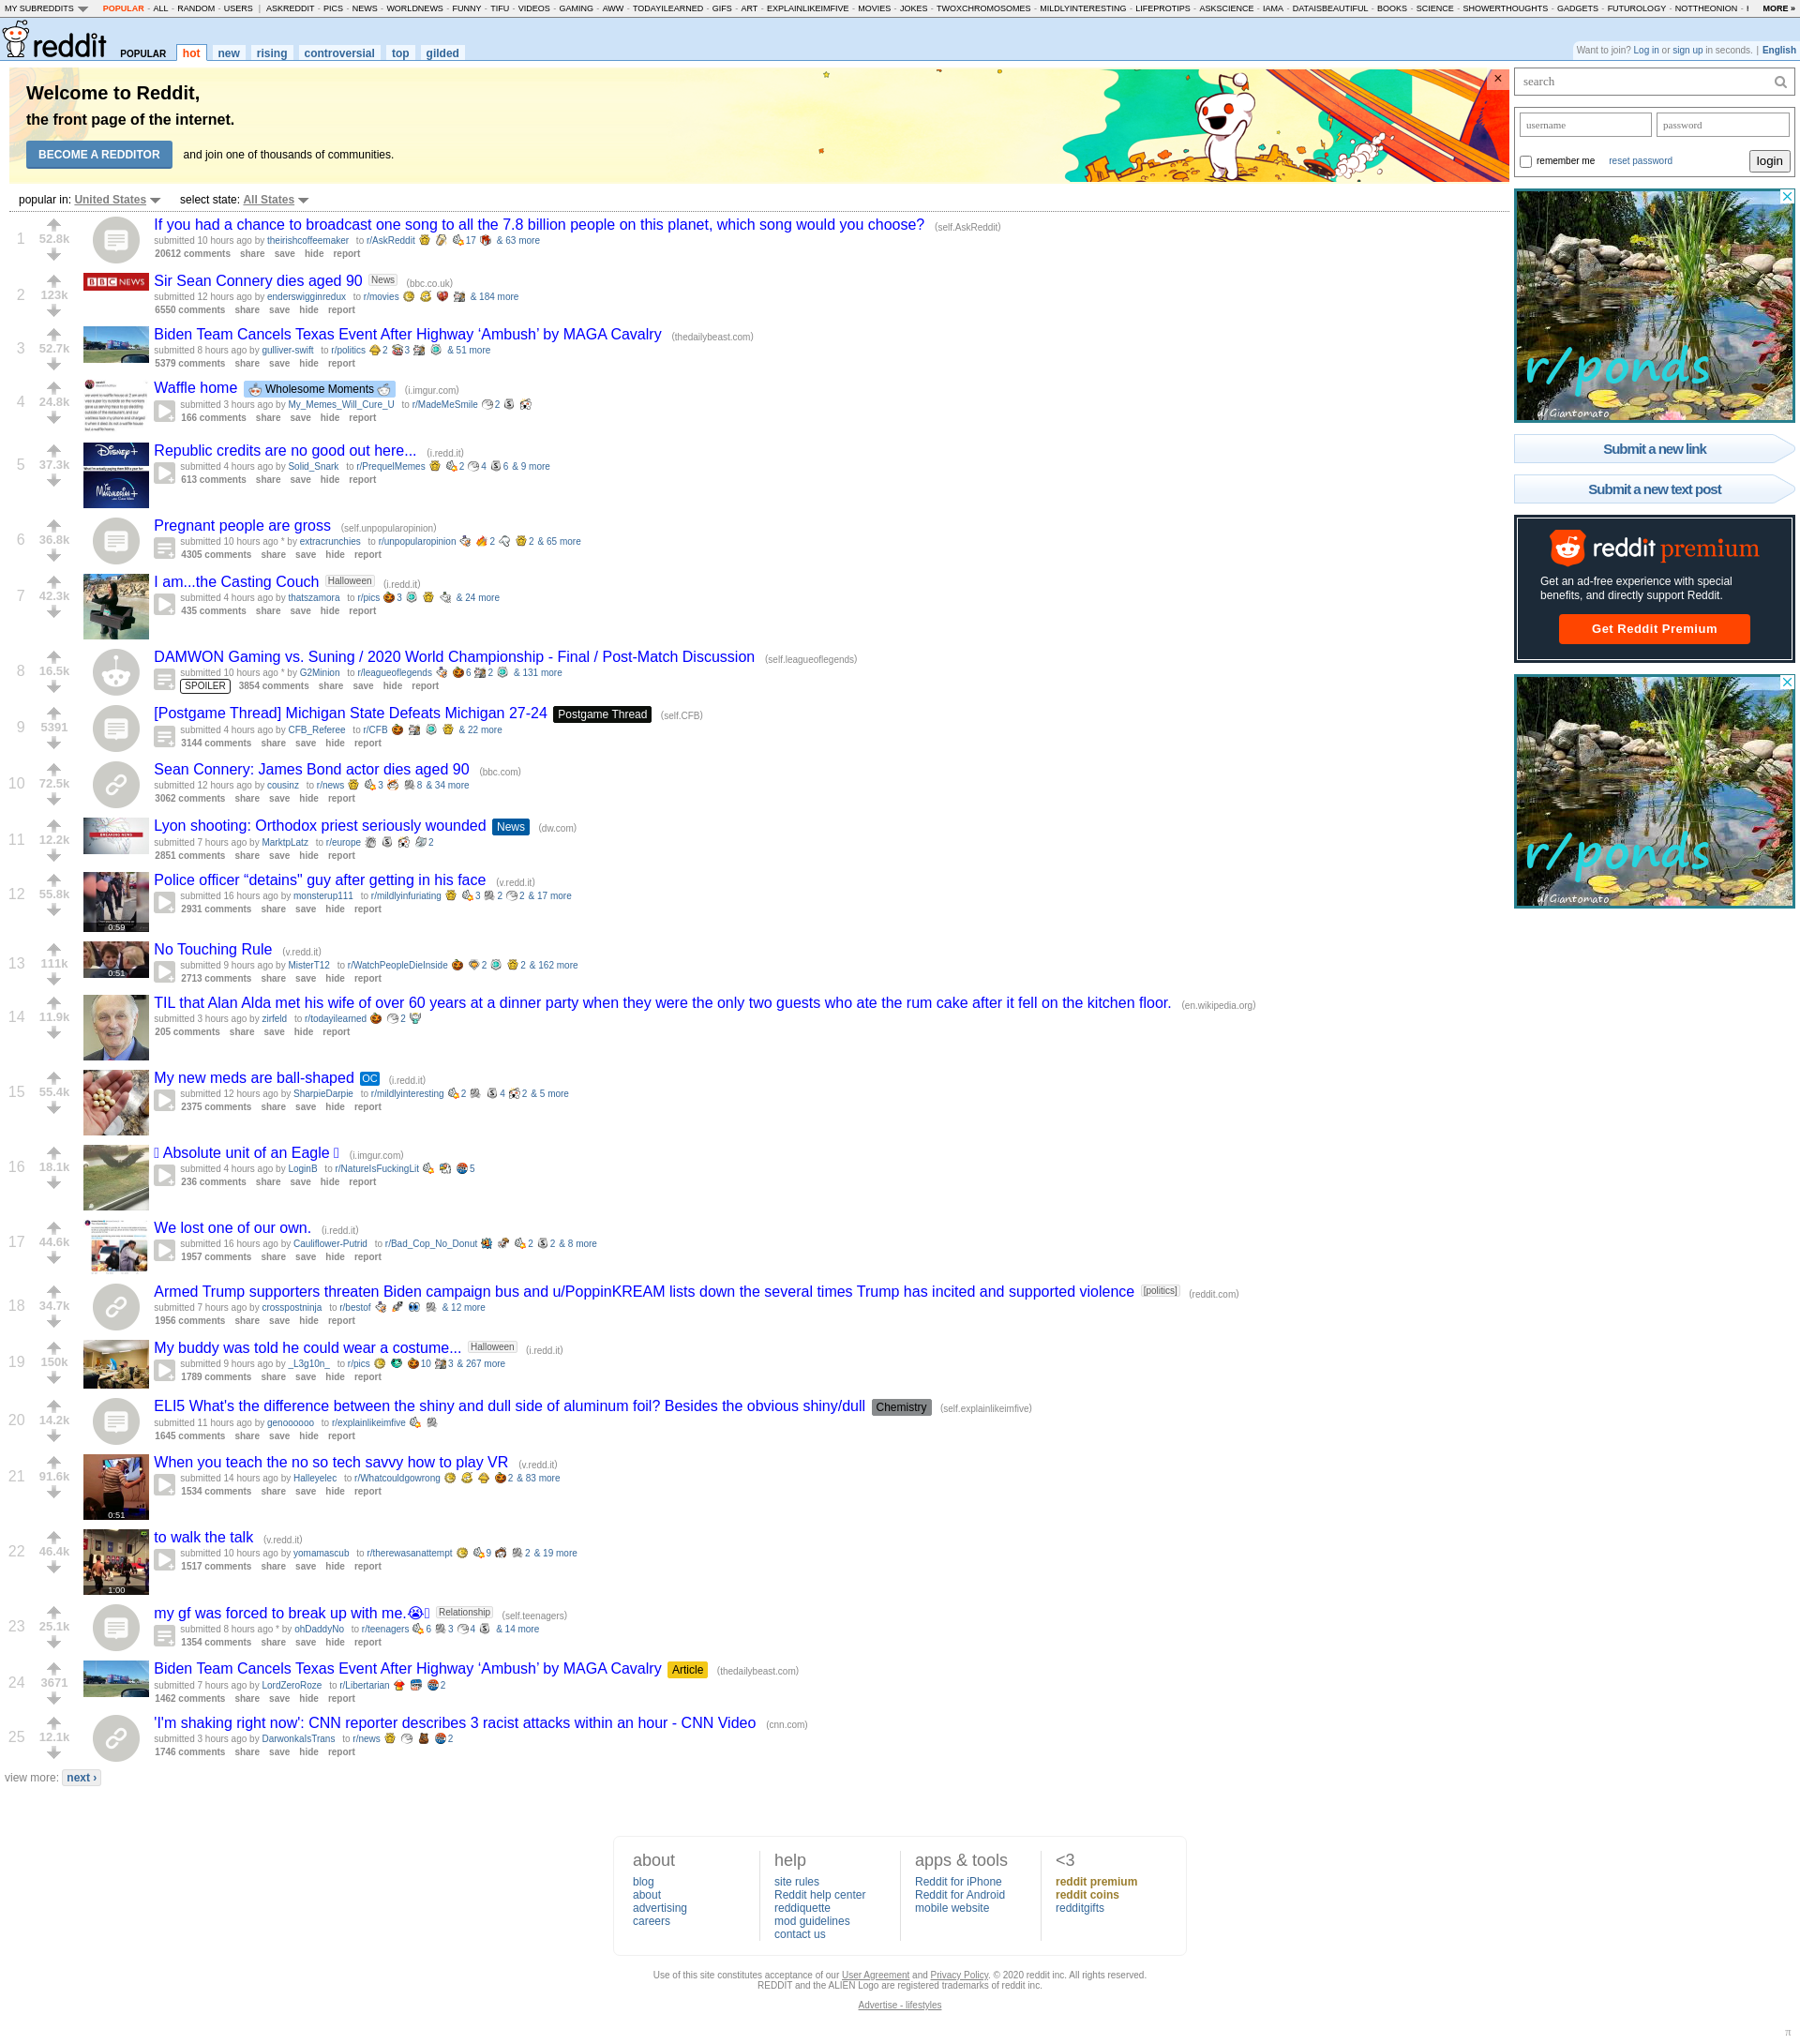 MY SUBREDDITS POPULAR - ALL - RANDOM - USERS | ASKREDDIT - PICS - NEWS - WORLDNEWS - FUNNY - TIFU - VIDEOS - GAMING - AWW - TODAYILEARNED - GIFS - ART - EXPLAINLIKEIMFIVE - MOVIES - JOKES - TWOXCHROMOSOMES - MILDLYINTERESTING - LIFEPROTIPS - ASKSCIENCE - IAMA - DATAISBEAUTIFUL - BOOKS - SCIENCE - SHOWERTHOUGHTS - GADGETS - FUTUROLOGY - NOTTHEONION - MORE »
reddit POPULAR hot new rising controversial top gilded
Want to join? Log in or sign up in seconds. | English
Welcome to Reddit,
the front page of the internet.
BECOME A REDDITOR and join one of thousands of communities.
popular in: United States select state: All States
1 52.8k
If you had a chance to broadcast one song to all the 7.8 billion people on this planet, which song would you choose? (self.AskReddit)
submitted 10 hours ago by theirishcoffeemaker to r/AskReddit 17 & 63 more
20612 comments share save hide report
2 123k
BBC NEWS
Sir Sean Connery dies aged 90 News (bbc.co.uk)
submitted 12 hours ago by enderswigginredux to r/movies & 184 more
6550 comments share save hide report
3 52.7k
Biden Team Cancels Texas Event After Highway ‘Ambush’ by MAGA Cavalry (thedailybeast.com)
submitted 8 hours ago by gulliver-swift to r/politics 2 3 & 51 more
5379 comments share save hide report
4 24.8k
Waffle home Wholesome Moments (i.imgur.com)
submitted 3 hours ago by My_Memes_Will_Cure_U to r/MadeMeSmile 2
166 comments share save hide report
5 37.3k
Disney+
Republic credits are no good out here... (i.redd.it)
submitted 4 hours ago by Solid_Snark to r/PrequelMemes 2 4 6 & 9 more
613 comments share save hide report
6 36.8k
Pregnant people are gross (self.unpopularopinion)
submitted 10 hours ago * by extracrunchies to r/unpopularopinion 2 2 & 65 more
4305 comments share save hide report
7 42.3k
I am...the Casting Couch Halloween (i.redd.it)
submitted 4 hours ago by thatszamora to r/pics 3 & 24 more
435 comments share save hide report
8 16.5k
DAMWON Gaming vs. Suning / 2020 World Championship - Final / Post-Match Discussion (self.leagueoflegends)
submitted 10 hours ago * by G2Minion to r/leagueoflegends 6 2 & 131 more
SPOILER 3854 comments share save hide report
9 5391
[Postgame Thread] Michigan State Defeats Michigan 27-24 Postgame Thread (self.CFB)
submitted 4 hours ago by CFB_Referee to r/CFB & 22 more
3144 comments share save hide report
10 72.5k
Sean Connery: James Bond actor dies aged 90 (bbc.com)
submitted 12 hours ago by cousinz to r/news 3 8 & 34 more
3062 comments share save hide report
11 12.2k
BREAKING NEWS
Lyon shooting: Orthodox priest seriously wounded News (dw.com)
submitted 7 hours ago by MarktpLatz to r/europe 2
2851 comments share save hide report
12 55.8k
0:59
Police officer “detains" guy after getting in his face (v.redd.it)
submitted 16 hours ago by monsterup111 to r/mildlyinfuriating 3 2 2 & 17 more
2931 comments share save hide report
13 111k
0:51
No Touching Rule (v.redd.it)
submitted 9 hours ago by MisterT12 to r/WatchPeopleDieInside 2 2 & 162 more
2713 comments share save hide report
14 11.9k
TIL that Alan Alda met his wife of over 60 years at a dinner party when they were the only two guests who ate the rum cake after it fell on the kitchen floor. (en.wikipedia.org)
submitted 3 hours ago by zirfeld to r/todayilearned 2
205 comments share save hide report
15 55.4k
My new meds are ball-shaped OC (i.redd.it)
submitted 12 hours ago by SharpieDarpie to r/mildlyinteresting 2 4 2 & 5 more
2375 comments share save hide report
16 18.1k
Absolute unit of an Eagle (i.imgur.com)
submitted 4 hours ago by LoginB to r/NatureIsFuckingLit 5
236 comments share save hide report
17 44.6k
We lost one of our own. (i.redd.it)
submitted 16 hours ago by Cauliflower-Putrid to r/Bad_Cop_No_Donut 2 2 & 8 more
1957 comments share save hide report
18 34.7k
Armed Trump supporters threaten Biden campaign bus and u/PoppinKREAM lists down the several times Trump has incited and supported violence [politics] (reddit.com)
submitted 7 hours ago by crosspostninja to r/bestof & 12 more
1956 comments share save hide report
19 150k
My buddy was told he could wear a costume... Halloween (i.redd.it)
submitted 9 hours ago by _L3g10n_ to r/pics 10 3 & 267 more
1789 comments share save hide report
20 14.2k
ELI5 What's the difference between the shiny and dull side of aluminum foil? Besides the obvious shiny/dull Chemistry (self.explainlikeimfive)
submitted 11 hours ago by genoooooo to r/explainlikeimfive
1645 comments share save hide report
21 91.6k
0:51
When you teach the no so tech savvy how to play VR (v.redd.it)
submitted 14 hours ago by Halleyelec to r/Whatcouldgowrong 2 & 83 more
1534 comments share save hide report
22 46.4k
1:00
to walk the talk (v.redd.it)
submitted 10 hours ago by yomamascub to r/therewasanattempt 9 2 & 19 more
1517 comments share save hide report
23 25.1k
my gf was forced to break up with me.😭 Relationship (self.teenagers)
submitted 8 hours ago * by ohDaddyNo to r/teenagers 6 3 4 & 14 more
1354 comments share save hide report
24 3671
Biden Team Cancels Texas Event After Highway ‘Ambush’ by MAGA Cavalry Article (thedailybeast.com)
submitted 7 hours ago by LordZeroRoze to r/Libertarian 2
1462 comments share save hide report
25 12.1k
'I'm shaking right now': CNN reporter describes 3 racist attacks within an hour - CNN Video (cnn.com)
submitted 3 hours ago by DarwonkaIsTrans to r/news 2
1746 comments share save hide report
view more: next ›
search
username password
remember me reset password login
r/ponds
d/Giantomato
Submit a new link
Submit a new text post
reddit premium
Get an ad-free experience with special
benefits, and directly support Reddit.
Get Reddit Premium
r/ponds
d/Giantomato
about
blog
about
advertising
careers
help
site rules
Reddit help center
reddiquette
mod guidelines
contact us
apps & tools
Reddit for iPhone
Reddit for Android
mobile website
<3
reddit premium
reddit coins
redditgifts
Use of this site constitutes acceptance of our User Agreement and Privacy Policy. © 2020 reddit inc. All rights reserved.
REDDIT and the ALIEN Logo are registered trademarks of reddit inc.
Advertise - lifestyles
π